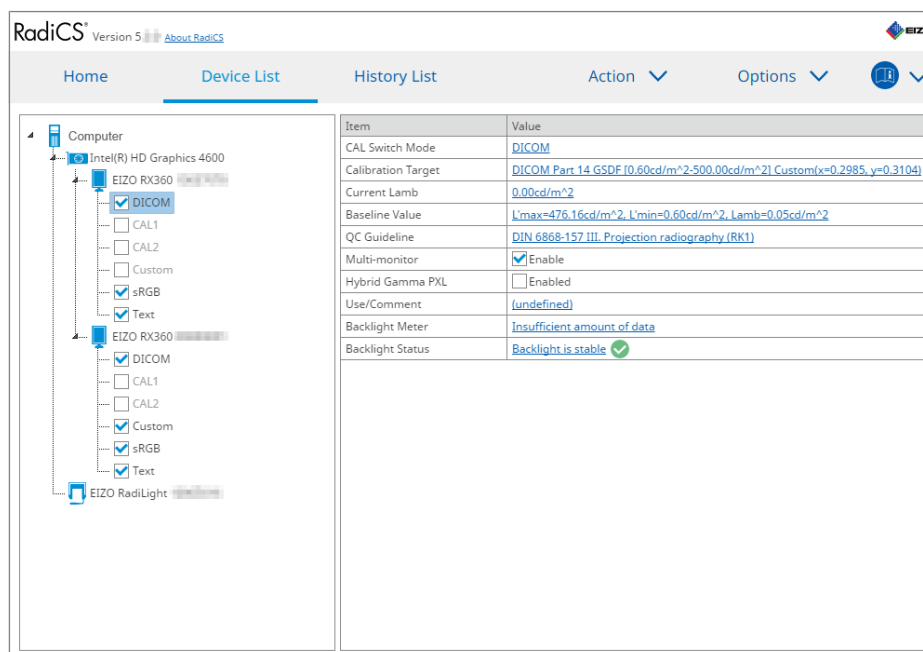 RadiCS® Version 5. About RadiCS
EIZ
Home Device List History List Action Options
Computer
Intel(R) HD Graphics 4600
EIZO RX360
DICOM
CAL1
CAL2
Custom
sRGB
Text
EIZO RX360
DICOM
CAL1
CAL2
Custom
sRGB
Text
EIZO RadiLight
Item Value
CAL Switch Mode DICOM
Calibration Target DICOM Part 14 GSDF [0.60cd/m^2-500.00cd/m^2] Custom(x=0.2985, y=0.3104)
Current Lamb 0.00cd/m^2
Baseline Value L'max=476.16cd/m^2, L'min=0.60cd/m^2, Lamb=0.05cd/m^2
QC Guideline DIN 6868-157 III. Projection radiography (RK1)
Multi-monitor Enable
Hybrid Gamma PXL Enabled
Use/Comment (undefined)
Backlight Meter Insufficient amount of data
Backlight Status Backlight is stable